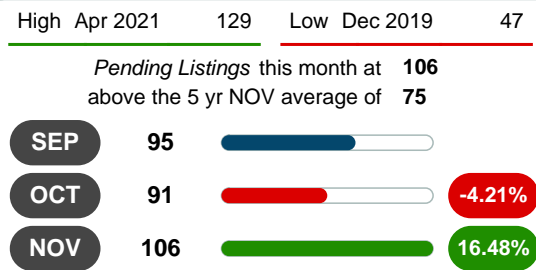 High Apr 2021 129 Low Dec 2019 47
Pending Listings this month at 106
above the 5 yr NOV average of 75
SEP 95
OCT 91 -4.21%
NOV 106 16.48%